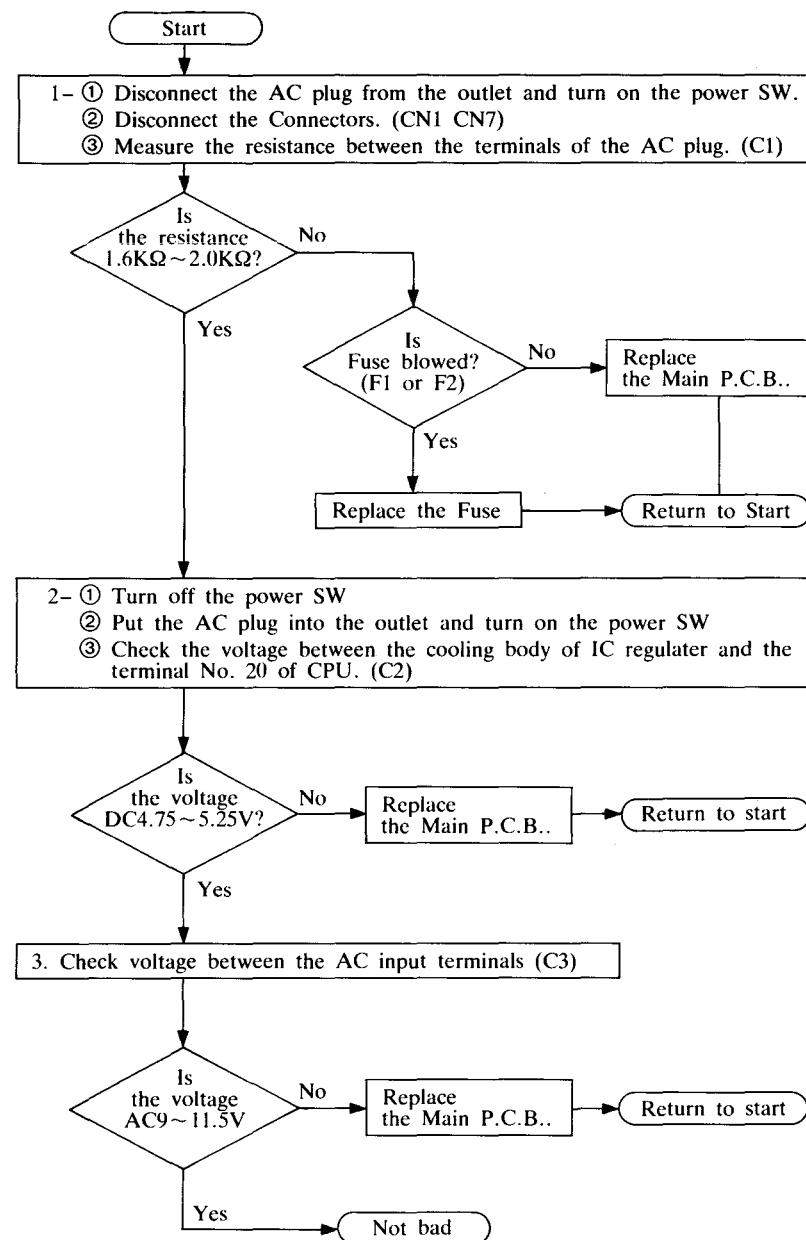 Start
1– ① Disconnect the AC plug from the outlet and turn on the power SW.
② Disconnect the Connectors. (CN1 CN7)
③ Measure the resistance between the terminals of the AC plug. (C1)
Is
the resistance
1.6KΩ~2.0KΩ?
No
Yes
Is
Fuse blowed?
(F1 or F2)
No
Replace
the Main P.C.B..
Yes
Replace the Fuse
Return to Start
2– ① Turn off the power SW
② Put the AC plug into the outlet and turn on the power SW
③ Check the voltage between the cooling body of IC regulater and the
terminal No. 20 of CPU. (C2)
Is
the voltage
DC4.75~5.25V?
No
Replace
the Main P.C.B..
Return to start
Yes
3. Check voltage between the AC input terminals (C3)
Is
the voltage
AC9~11.5V
No
Replace
the Main P.C.B..
Return to start
Yes
Not bad